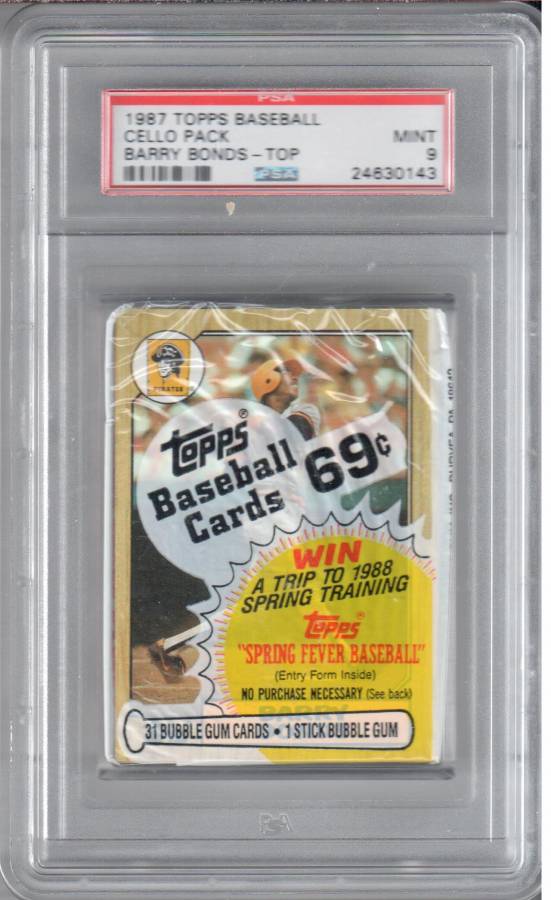 PSA
1987 TOPPS BASEBALL
CELLO PACK MINT
BARRY BONDS - TOP 9
PSA 24630143
PIRATES
topps®
Baseball
Cards 69¢
WIN
A TRIP TO 1988
SPRING TRAINING
topps
"SPRING FEVER BASEBALL"
(Entry Form Inside)
NO PURCHASE NECESSARY (See back)
BARRY
31 BUBBLE GUM CARDS • 1 STICK BUBBLE GUM
PSA